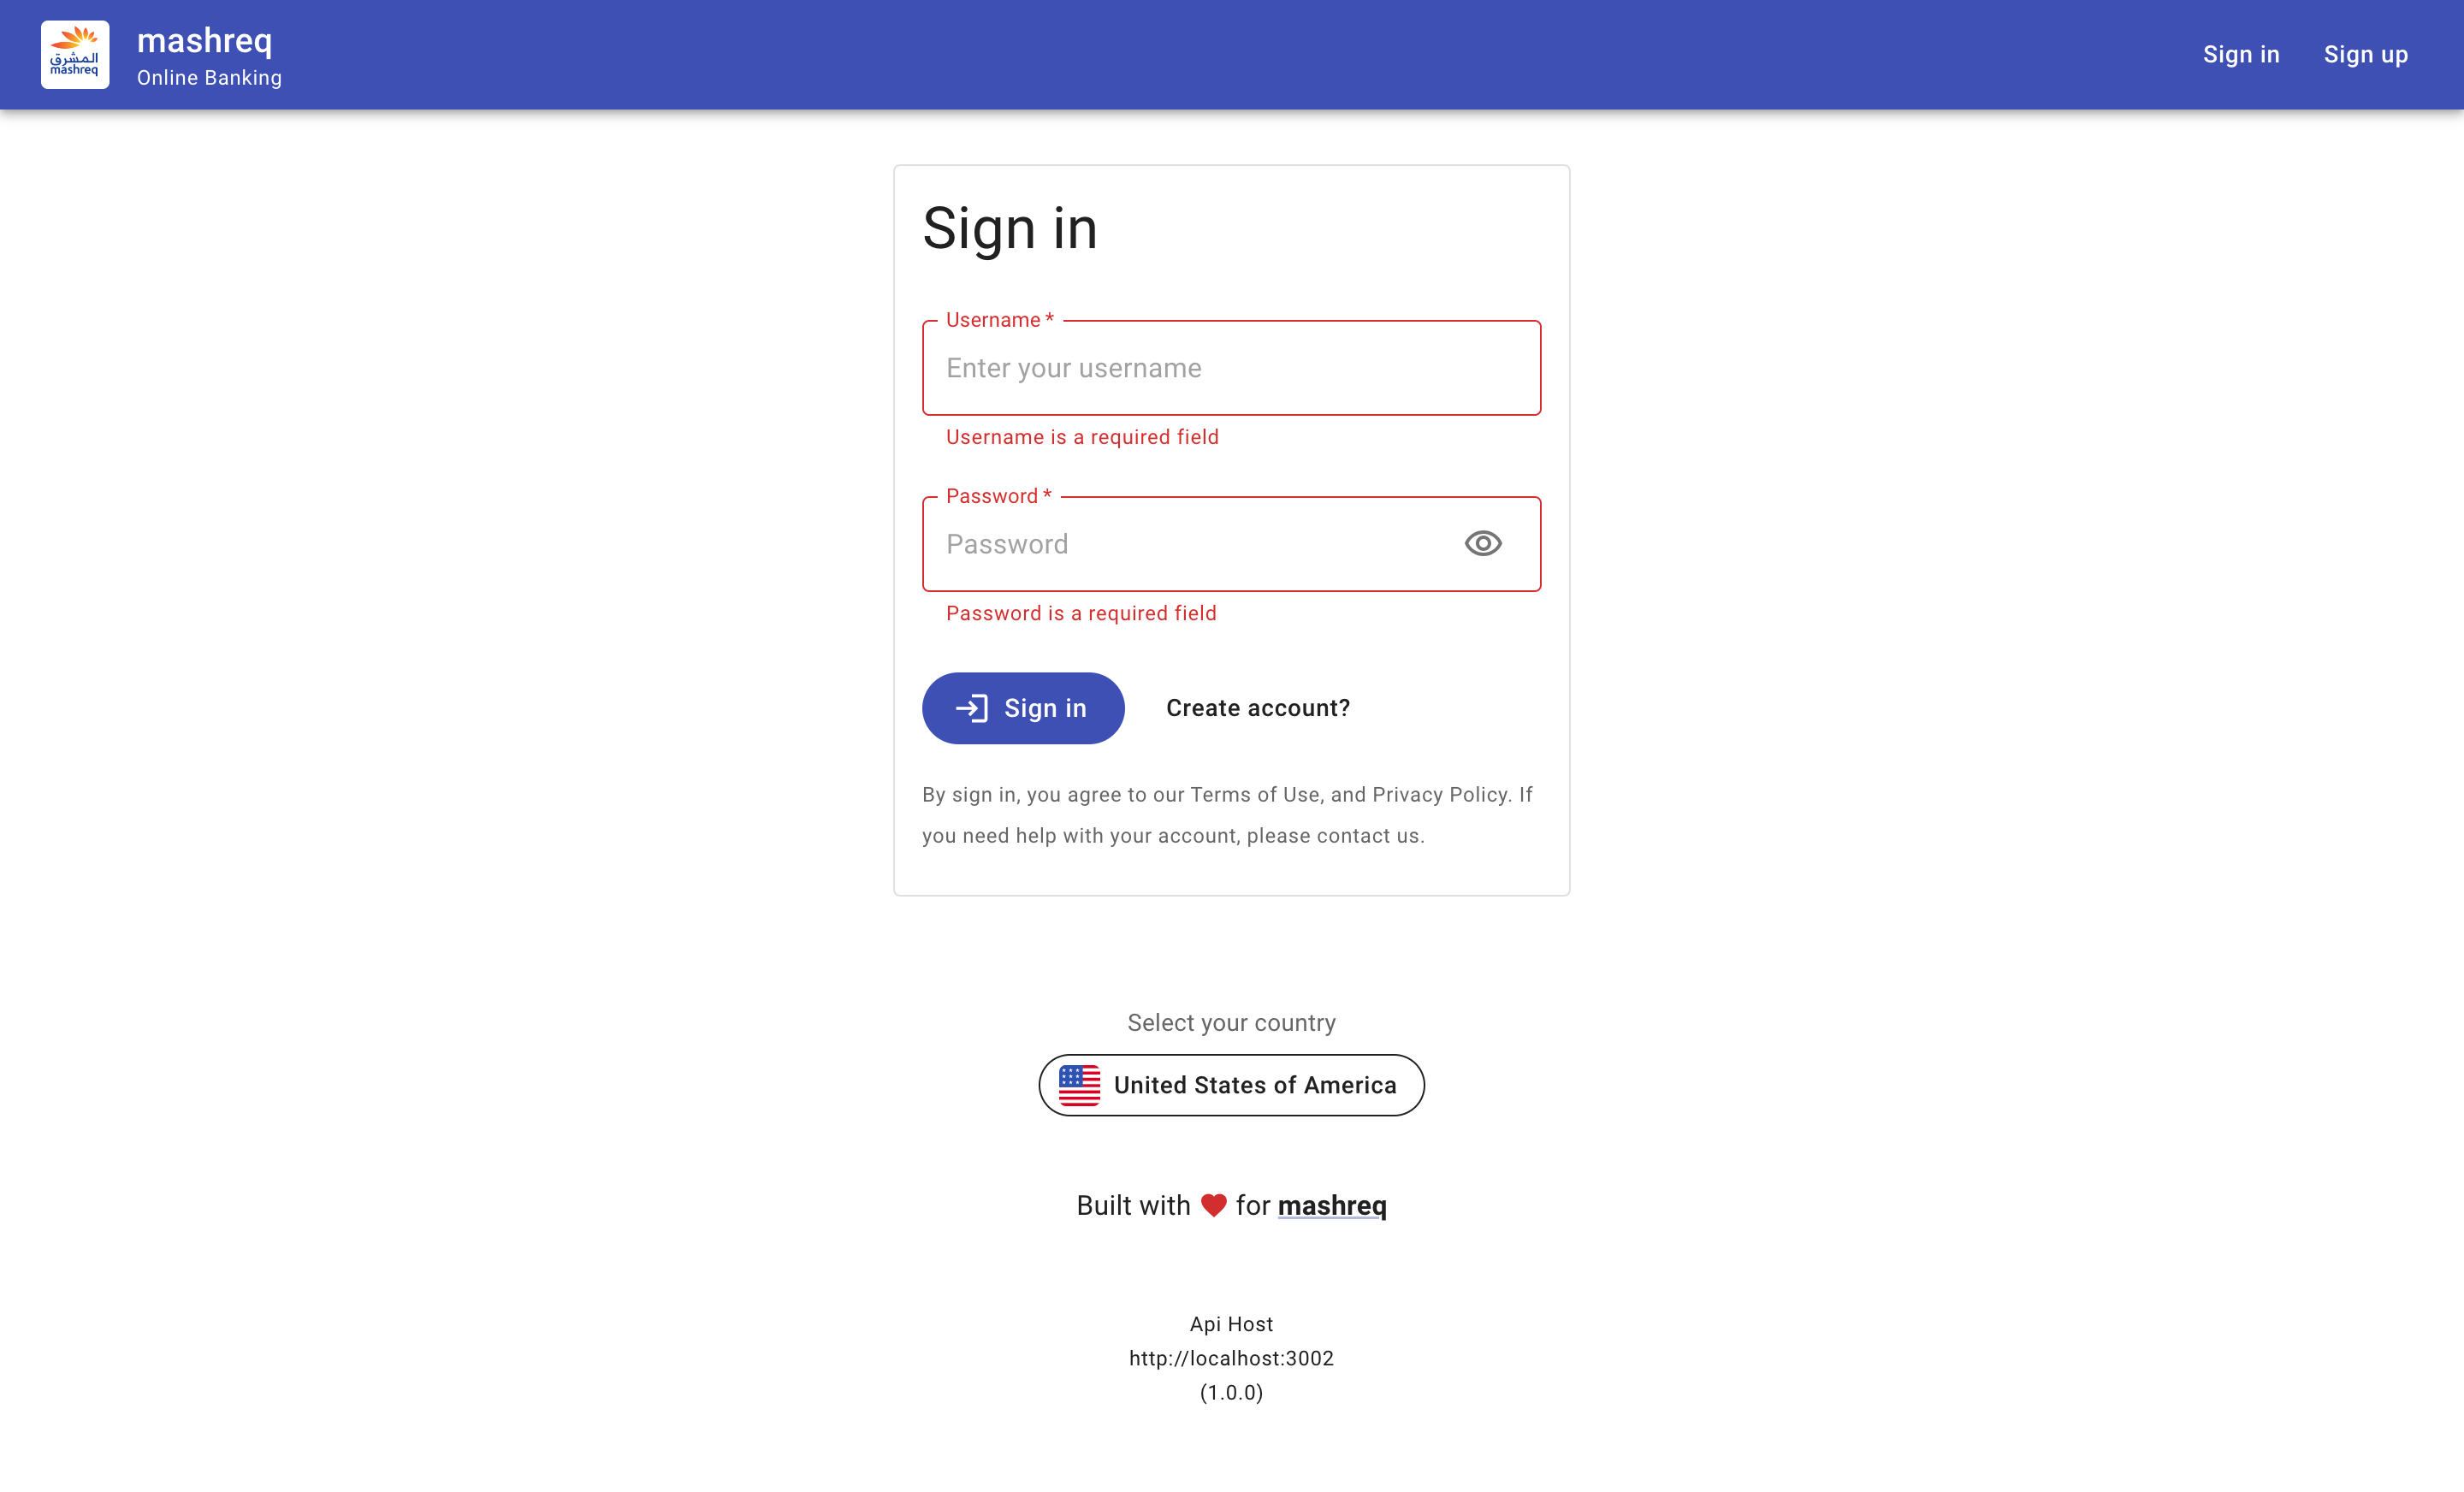 المشرق
mashreq
mashreq
Online Banking
Sign in
Sign up
Sign in
Username *
Enter your username
Username is a required field
Password *
Password
Password is a required field
Sign in
Create account?
By sign in, you agree to our Terms of Use, and Privacy Policy. If
you need help with your account, please contact us.
Select your country
United States of America
Built with for mashreq
Api Host
http://localhost:3002
(1.0.0)